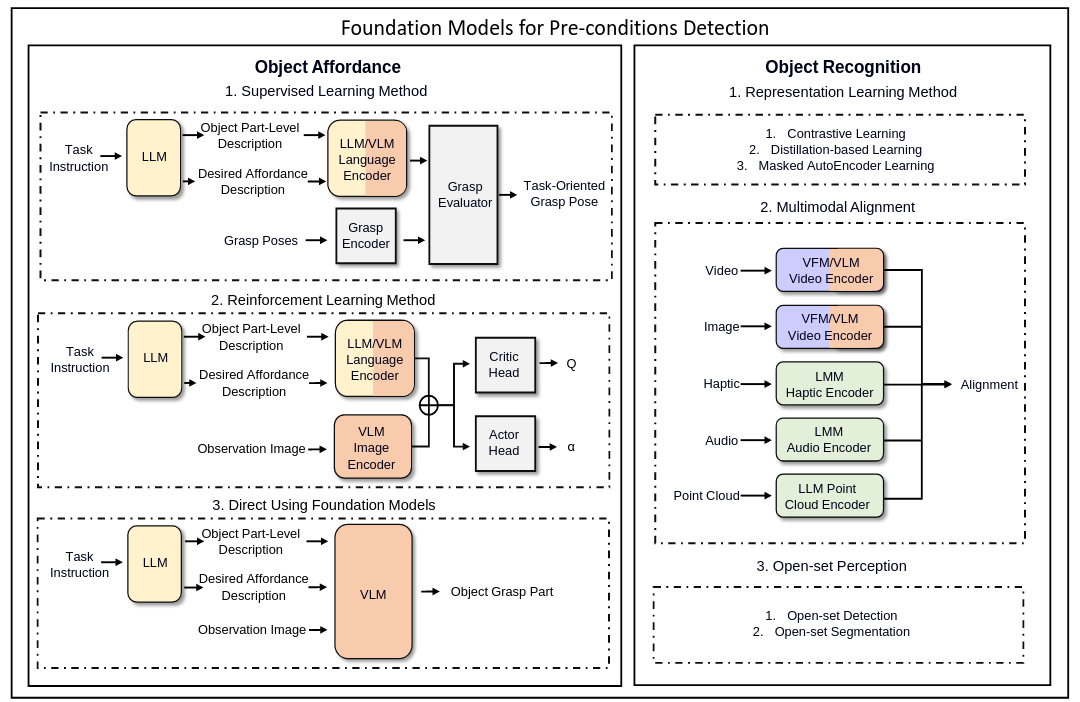 Foundation Models for Pre-conditions Detection
Object Affordance
1. Supervised Learning Method
Task
Instruction
LLM
Object Part-Level
Description
Desired Affordance
Description
LLM/VLM
Language
Encoder
Grasp Poses
Grasp
Encoder
Grasp
Evaluator
Task-Oriented
Grasp Pose
2. Reinforcement Learning Method
Task
Instruction
LLM
Object Part-Level
Description
Desired Affordance
Description
LLM/VLM
Language
Encoder
Observation Image
VLM
Image
Encoder
Critic
Head
Q
Actor
Head
α
3. Direct Using Foundation Models
Task
Instruction
LLM
Object Part-Level
Description
Desired Affordance
Description
Observation Image
VLM
Object Grasp Part
Object Recognition
1. Representation Learning Method
1. Contrastive Learning
2. Distillation-based Learning
3. Masked AutoEncoder Learning
2. Multimodal Alignment
Video
VFM/VLM
Video Encoder
Image
VFM/VLM
Video Encoder
Haptic
LMM
Haptic Encoder
Audio
LMM
Audio Encoder
Point Cloud
LLM Point
Cloud Encoder
Alignment
3. Open-set Perception
1. Open-set Detection
2. Open-set Segmentation